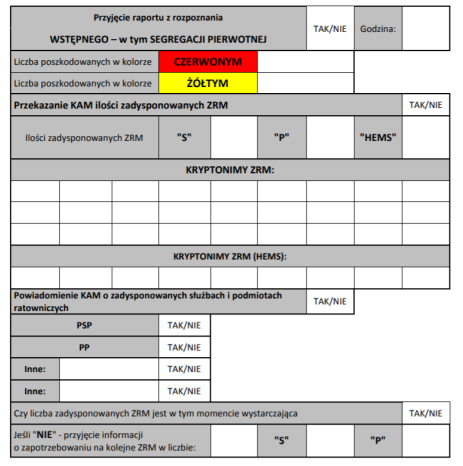 Przyjęcie raportu z rozpoznania
WSTĘPNEGO – w tym SEGREGACJI PIERWOTNEJ
TAK/NIE
Godzina:
Liczba poszkodowanych w kolorze
CZERWONYM
Liczba poszkodowanych w kolorze
ŻÓŁTYM
Przekazanie KAM ilości zadysponowanych ZRM
TAK/NIE
Ilości zadysponowanych ZRM
"S"
"P"
"HEMS"
KRYPTONIMY ZRM:
KRYPTONIMY ZRM (HEMS):
Powiadomienie KAM o zadysponowanych służbach i podmiotach
ratowniczych
TAK/NIE
PSP
TAK/NIE
PP
TAK/NIE
Inne:
TAK/NIE
Inne:
TAK/NIE
Czy liczba zadysponowanych ZRM jest w tym momencie wystarczająca
TAK/NIE
Jeśli "NIE" - przyjęcie informacji
o zapotrzebowaniu na kolejne ZRM w liczbie:
"S"
"P"